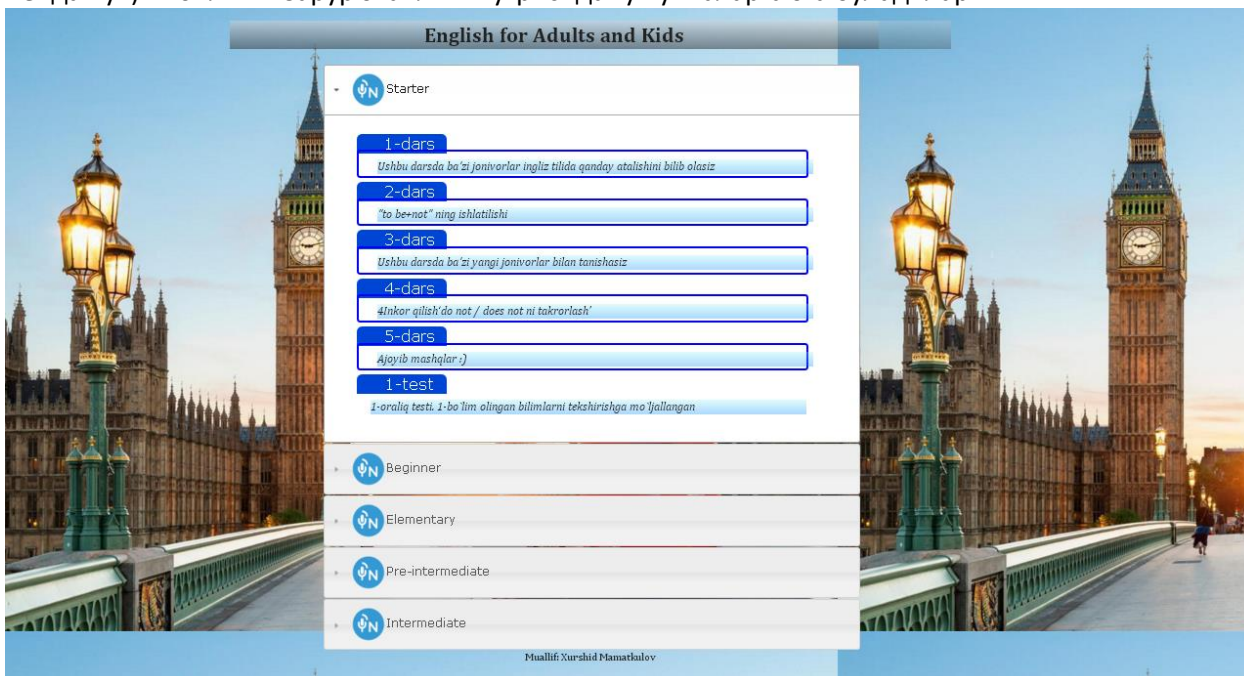 English for Adults and Kids
Starter
1-dars
Ushbu darsda ba'zi jonivorlar ingliz tilida qanday atalishini bilib olasiz
2-dars
"to be+not" ning ishlatilishi
3-dars
Ushbu darsda ba'zi yangi jonivorlar bilan tanishasiz
4-dars
4Inkor qilish'do not / does not ni takrorlash'
5-dars
Ajoyib mashqlar :)
1-test
1-oraliq testi. 1-bo'lim olingan bilimlarni tekshirishga mo'ljallangan
Beginner
Elementary
Pre-intermediate
Intermediate
Muallif: Xurshid Mamatkulov